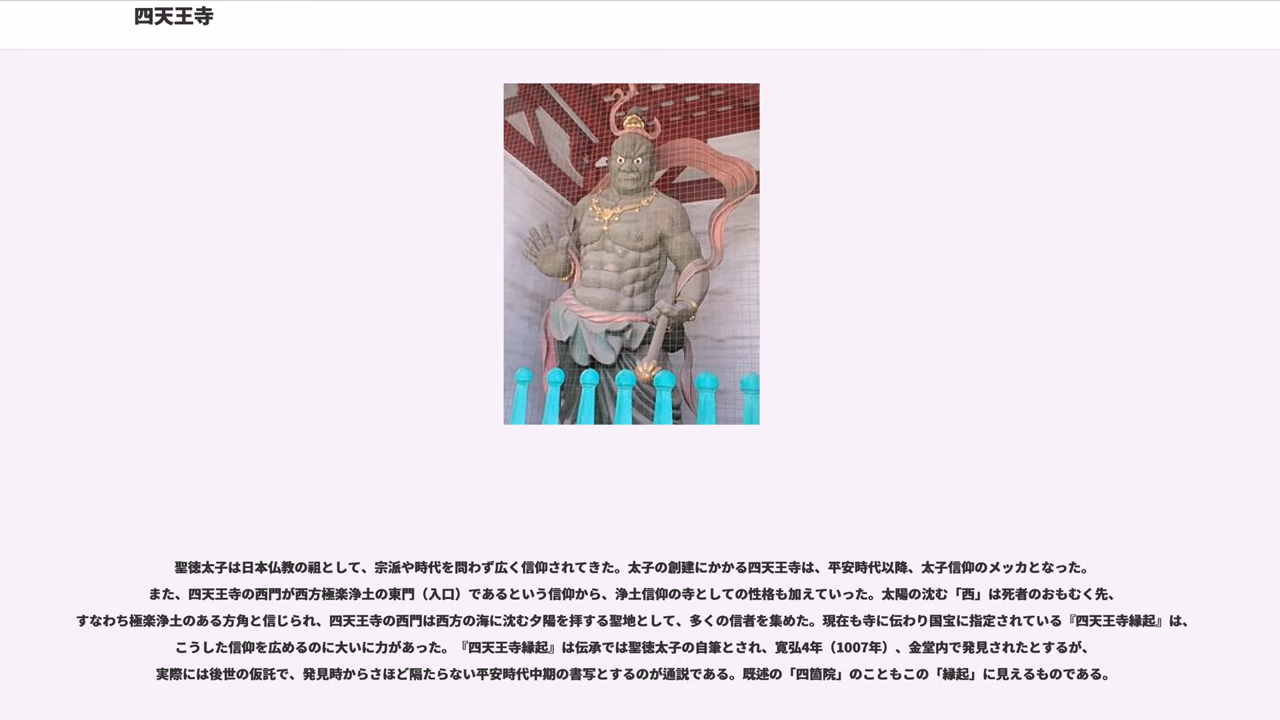 四天王寺
聖徳太子は日本仏教の祖として、宗派や時代を問わず広く信仰されてきた。太子の創建にかかる四天王寺は、平安時代以降、太子信仰のメッカとなった。
また、四天王寺の西門が西方極楽浄土の東門（入口）であるという信仰から、浄土信仰の寺としての性格も加えていった。太陽の沈む「西」は死者のおもむく先、
すなわち極楽浄土のある方角と信じられ、四天王寺の西門は西方の海に沈む夕陽を拝する聖地として、多くの信者を集めた。現在も寺に伝わり国宝に指定されている『四天王寺縁起』は、
こうした信仰を広めるのに大いに力があった。『四天王寺縁起』は伝承では聖徳太子の自筆とされ、寛弘4年（1007年）、金堂内で発見されたとするが、
実際には後世の仮託で、発見時からさほど隔たらない平安時代中期の書写とするのが通説である。既述の「四箇院」のこともこの「縁起」に見えるものである。